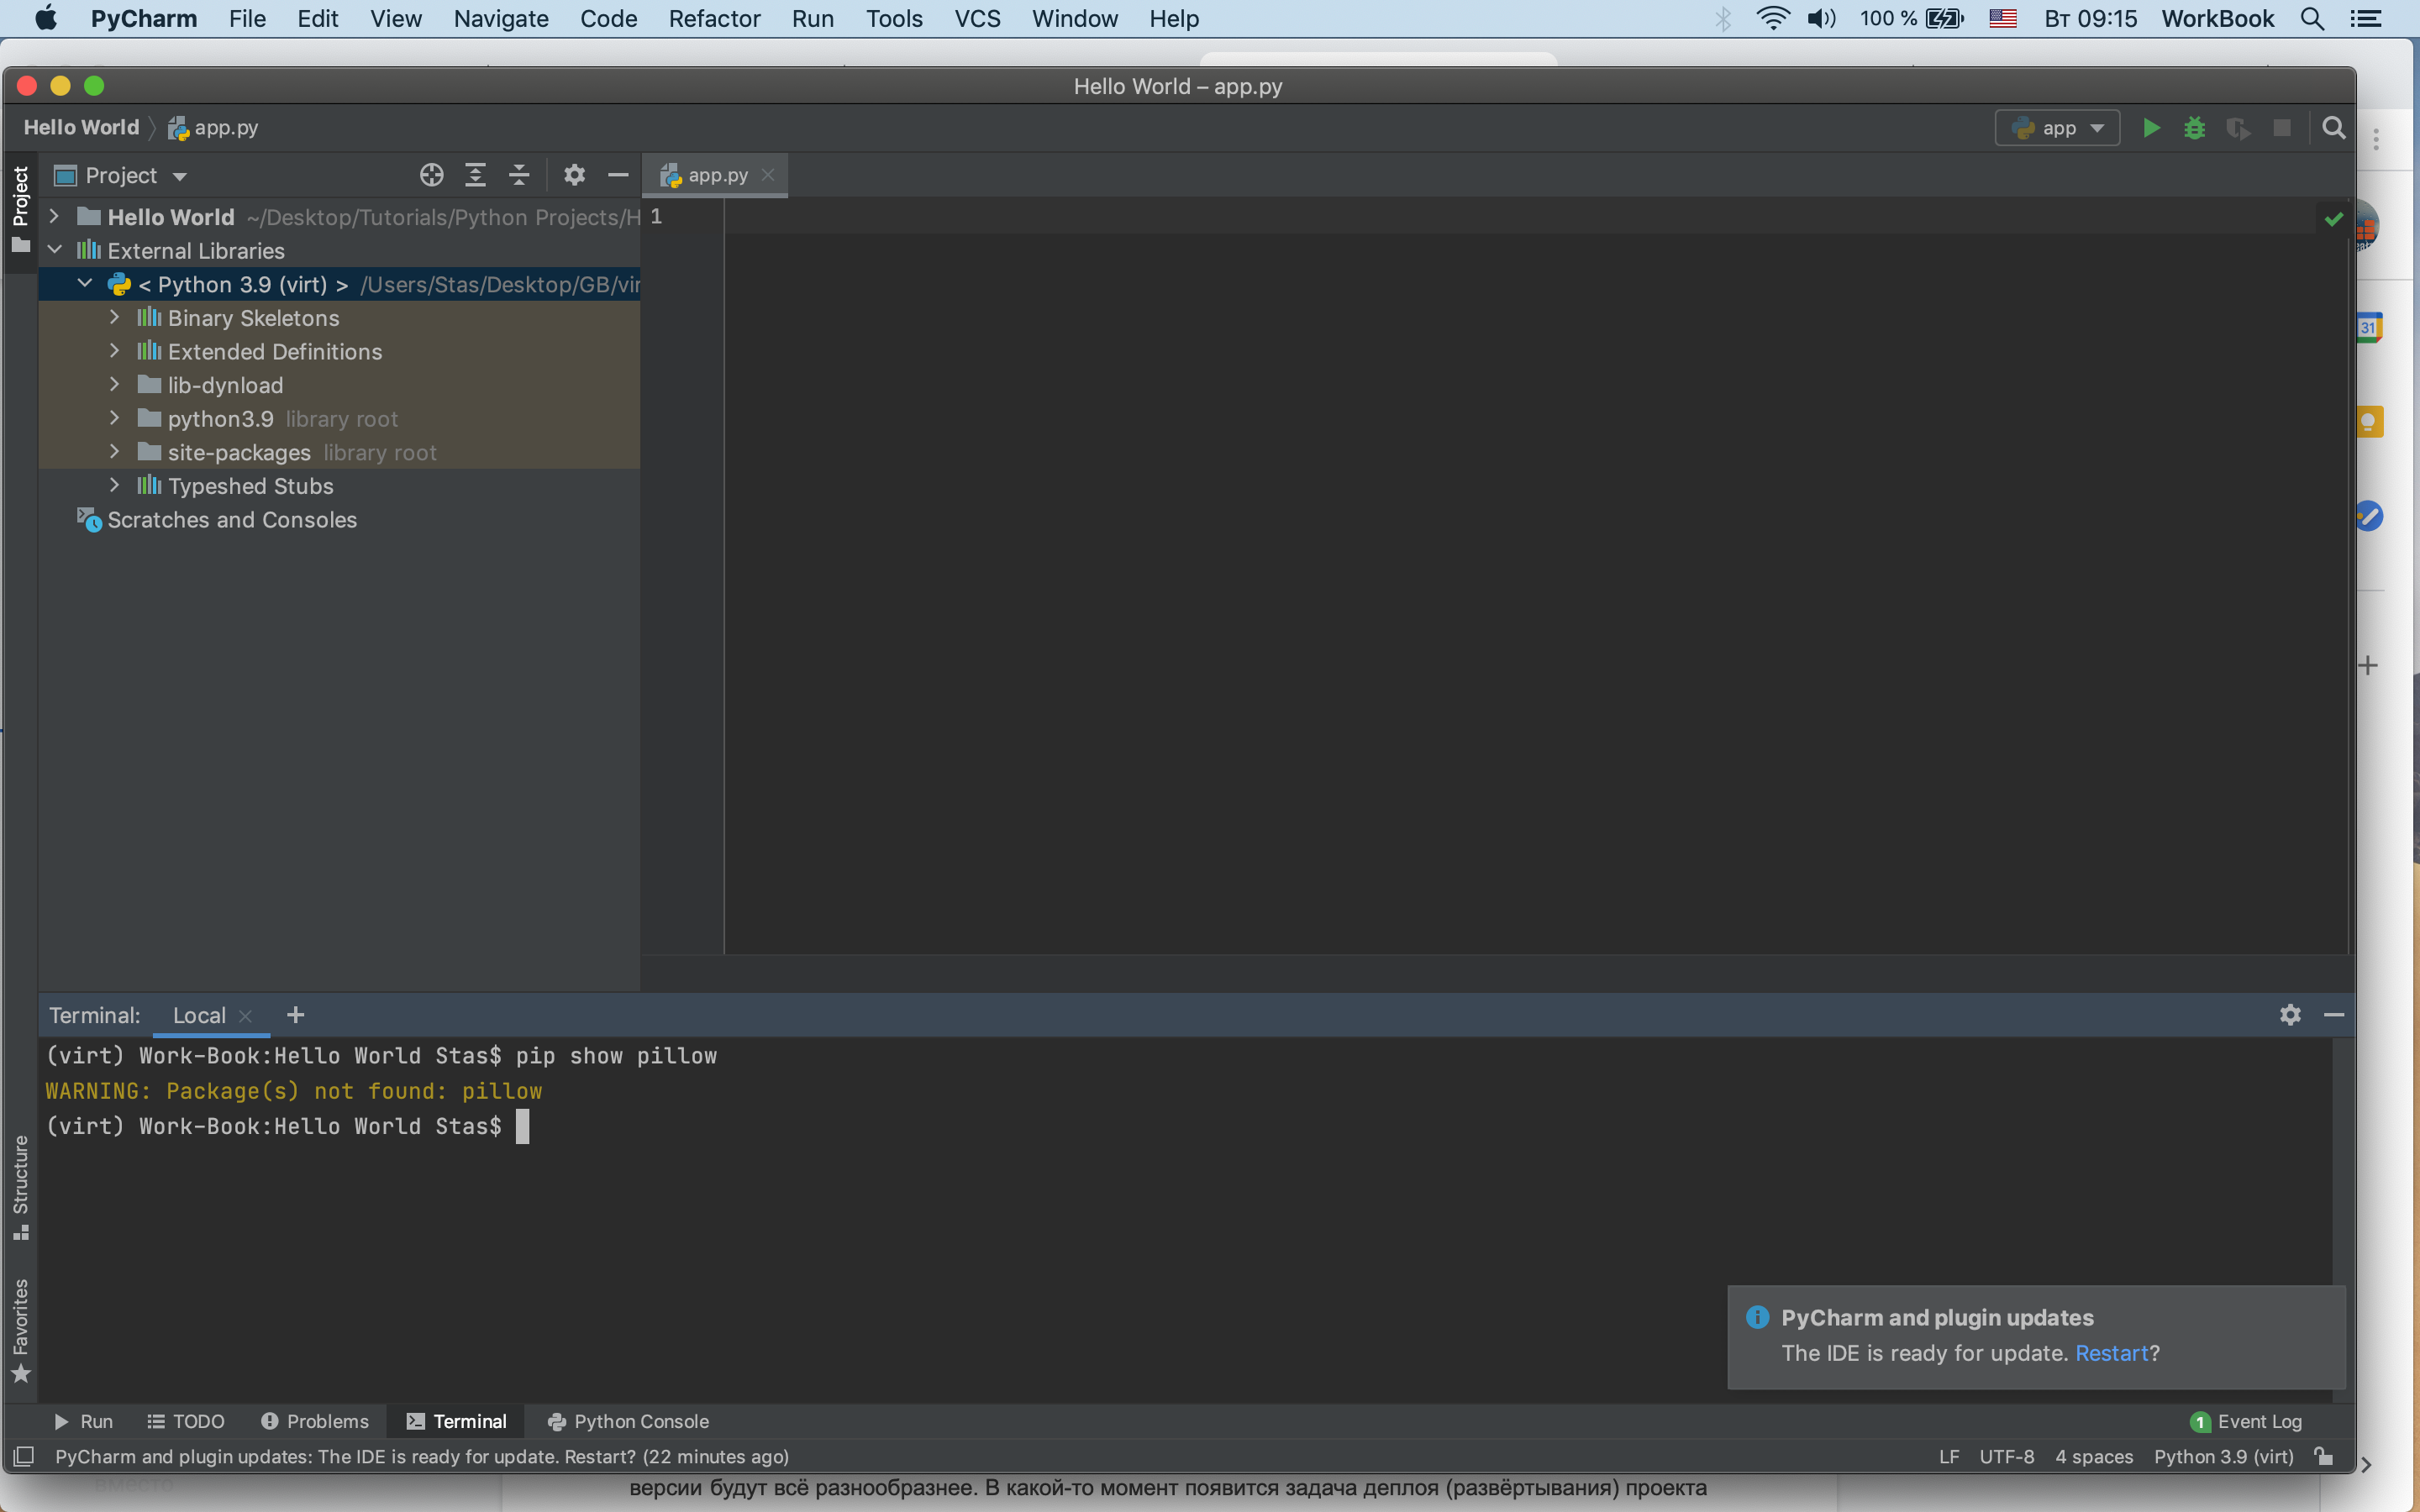 PyCharm File Edit View Navigate Code Refactor Run Tools VCS Window Help 100 % Вт 09:15 WorkBook
Hello World – app.py
Hello World app.py app
Project
Project
app.py
Hello World ~/Desktop/Tutorials/Python Projects/H
1
External Libraries
< Python 3.9 (virt) > /Users/Stas/Desktop/GB/vir
Binary Skeletons
31
Extended Definitions
lib-dynload
python3.9 library root
site-packages library root
Typeshed Stubs
Scratches and Consoles
Terminal: Local
(virt) Work-Book:Hello World Stas$ pip show pillow
WARNING: Package(s) not found: pillow
(virt) Work-Book:Hello World Stas$
Structure
Favorites
PyCharm and plugin updates
The IDE is ready for update. Restart?
Run TODO Problems Terminal Python Console 1 Event Log
PyCharm and plugin updates: The IDE is ready for update. Restart? (22 minutes ago) LF UTF-8 4 spaces Python 3.9 (virt)
вместо
версии будут всё разнообразнее. В какой-то момент появится задача деплоя (развёртывания) проекта